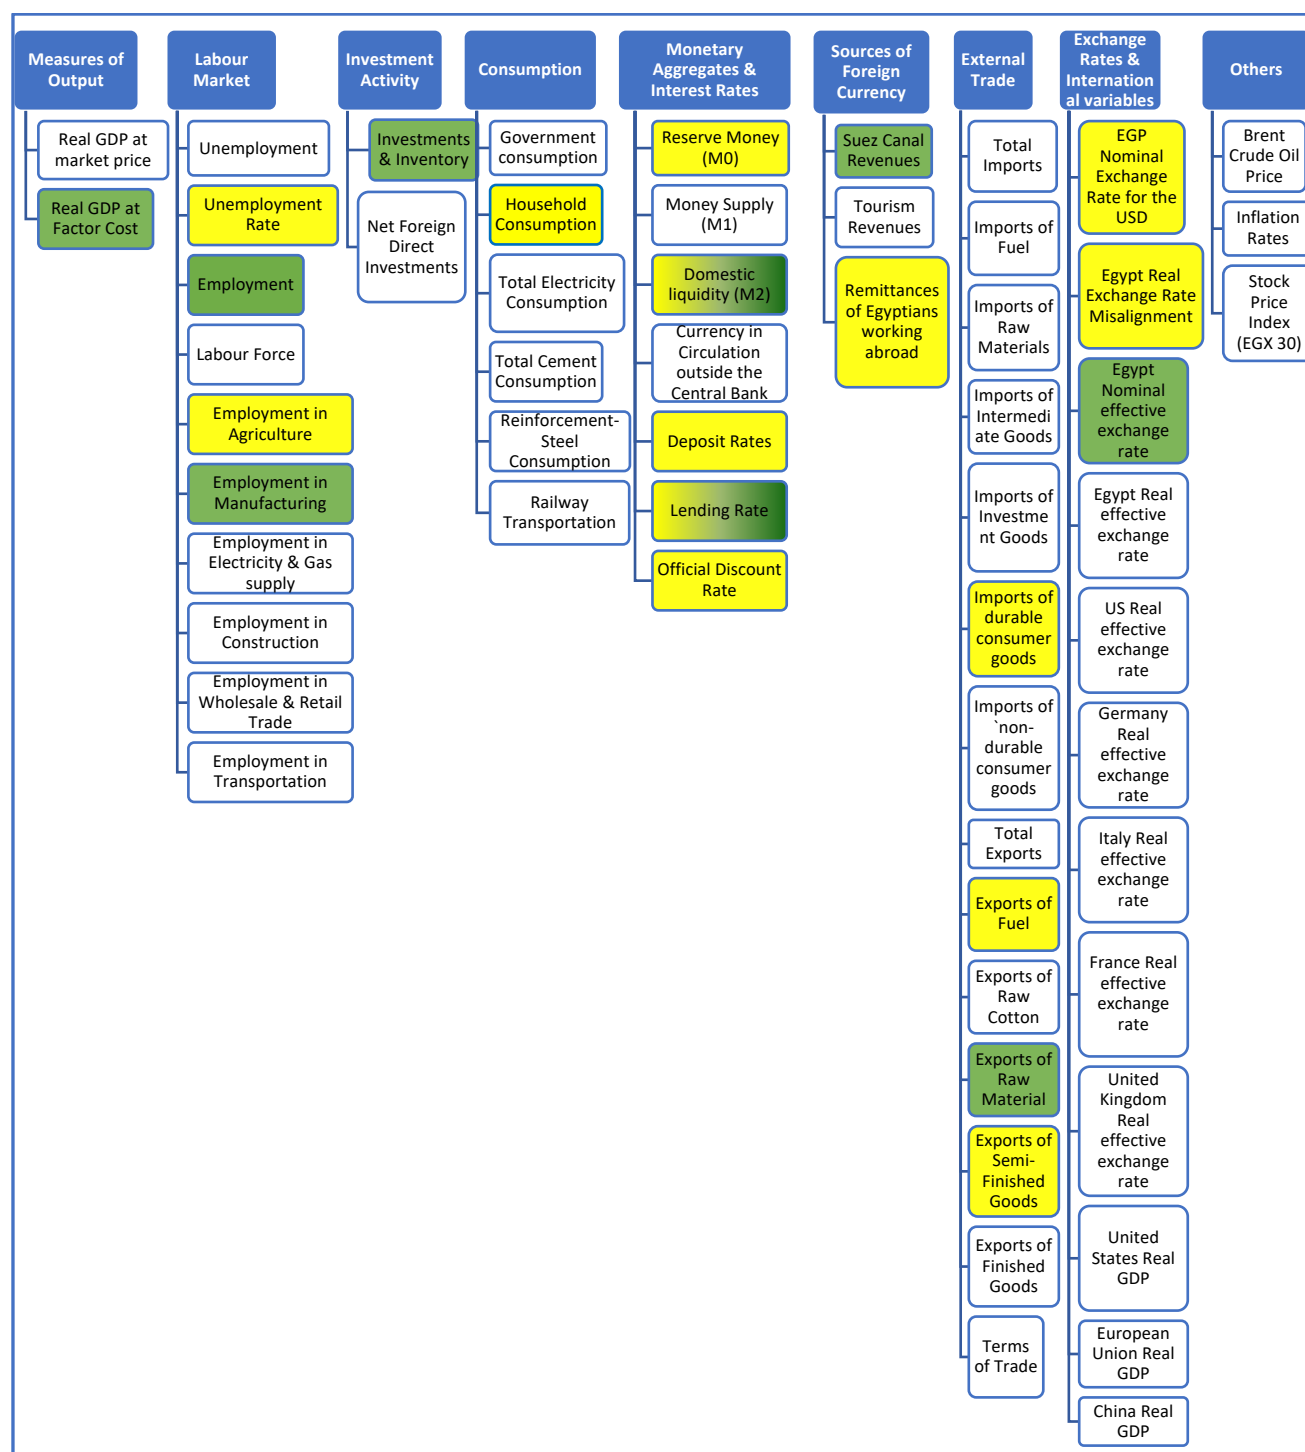 Measures of
Output
Real GDP at
market price
Real GDP at
Factor Cost
Labour
Market
Unemployment
Unemployment
Rate
Employment
Labour Force
Employment in
Agriculture
Employment in
Manufacturing
Employment in
Electricity & Gas
supply
Employment in
Construction
Employment in
Wholesale & Retail
Trade
Employment in
Transportation
Investment
Activity
Investments
& Inventory
Net Foreign
Direct
Investments
Consumption
Government
consumption
Household
Consumption
Total Electricity
Consumption
Total Cement
Consumption
Reinforcement-
Steel
Consumption
Railway
Transportation
Monetary
Aggregates &
Interest Rates
Reserve Money
(M0)
Money Supply
(M1)
Domestic
liquidity (M2)
Currency in
Circulation
outside the
Central Bank
Deposit Rates
Lending Rate
Official Discount
Rate
Sources of
Foreign
Currency
Suez Canal
Revenues
Tourism
Revenues
Remittances
of Egyptians
working
abroad
External
Trade
Total
Imports
Imports of
Fuel
Imports of
Raw
Materials
Imports of
Intermedi
ate Goods
Imports of
Investme
nt Goods
Imports of
durable
consumer
goods
Imports of
`non-
durable
consumer
goods
Total
Exports
Exports of
Fuel
Exports of
Raw
Cotton
Exports of
Raw
Material
Exports of
Semi-
Finished
Goods
Exports of
Finished
Goods
Terms
of Trade
Exchange
Rates &
Internation
al variables
EGP
Nominal
Exchange
Rate for the
USD
Egypt Real
Exchange Rate
Misalignment
Egypt
Nominal
effective
exchange
rate
Egypt Real
effective
exchange
rate
US Real
effective
exchange
rate
Germany
Real
effective
exchange
rate
Italy Real
effective
exchange
rate
France Real
effective
exchange
rate
United
Kingdom
Real
effective
exchange
rate
United
States Real
GDP
European
Union Real
GDP
China Real
GDP
Others
Brent
Crude Oil
Price
Inflation
Rates
Stock
Price
Index
(EGX 30)